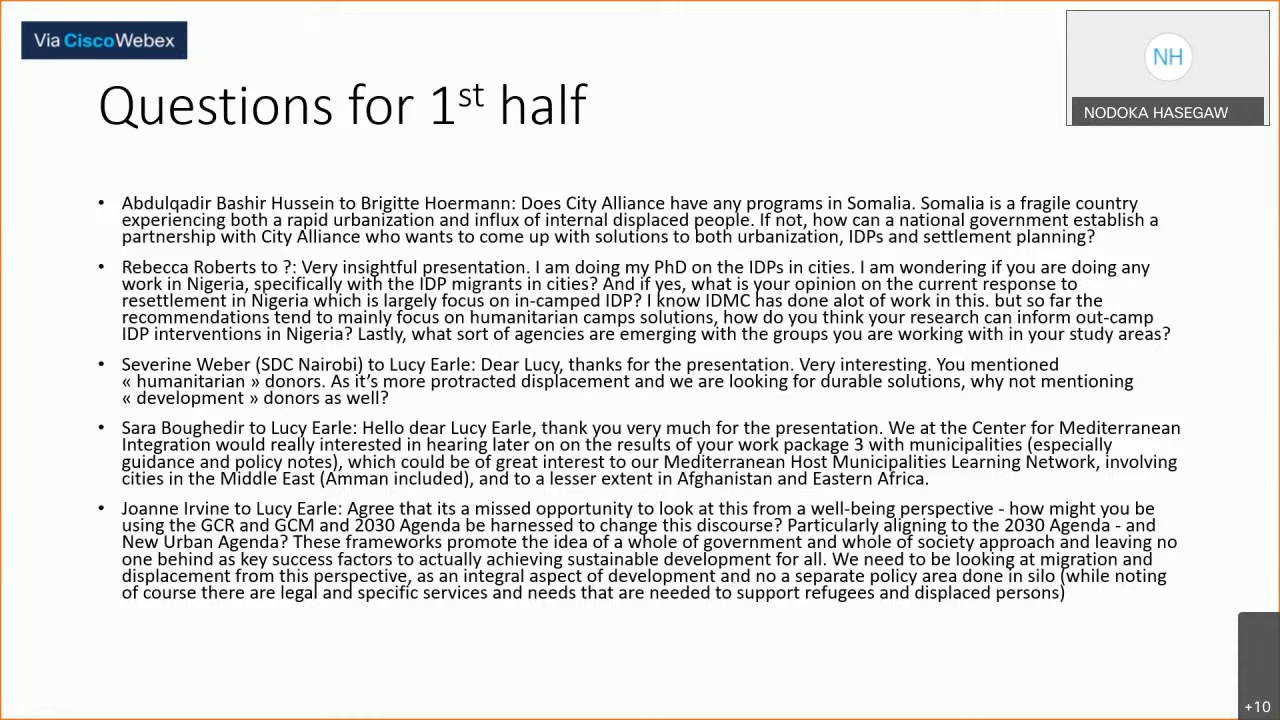 Via CiscoWebex
NH
NODOKA HASEGAW
Questions for 1st half
• Abdulqadir Bashir Hussein to Brigitte Hoermann: Does City Alliance have any programs in Somalia. Somalia is a fragile country
experiencing both a rapid urbanization and influx of internal displaced people. If not, how can a national government establish a
partnership with City Alliance who wants to come up with solutions to both urbanization, IDPs and settlement planning?
• Rebecca Roberts to ?: Very insightful presentation. I am doing my PhD on the IDPs in cities. I am wondering if you are doing any
work in Nigeria, specifically with the IDP migrants in cities? And if yes, what is your opinion on the current response to
resettlement in Nigeria which is largely focus on in-camped IDP? I know IDMC has done alot of work in this. but so far the
recommendations tend to mainly focus on humanitarian camps solutions, how do you think your research can inform out-camp
IDP interventions in Nigeria? Lastly, what sort of agencies are emerging with the groups you are working with in your study areas?
• Severine Weber (SDC Nairobi) to Lucy Earle: Dear Lucy, thanks for the presentation. Very interesting. You mentioned
« humanitarian » donors. As it’s more protracted displacement and we are looking for durable solutions, why not mentioning
« development » donors as well?
• Sara Boughedir to Lucy Earle: Hello dear Lucy Earle, thank you very much for the presentation. We at the Center for Mediterranean
Integration would really interested in hearing later on on the results of your work package 3 with municipalities (especially
guidance and policy notes), which could be of great interest to our Mediterranean Host Municipalities Learning Network, involving
cities in the Middle East (Amman included), and to a lesser extent in Afghanistan and Eastern Africa.
• Joanne Irvine to Lucy Earle: Agree that its a missed opportunity to look at this from a well-being perspective - how might you be
using the GCR and GCM and 2030 Agenda be harnessed to change this discourse? Particularly aligning to the 2030 Agenda - and
New Urban Agenda? These frameworks promote the idea of a whole of government and whole of society approach and leaving no
one behind as key success factors to actually achieving sustainable development for all. We need to be looking at migration and
displacement from this perspective, as an integral aspect of development and no a separate policy area done in silo (while noting
of course there are legal and specific services and needs that are needed to support refugees and displaced persons)
+10